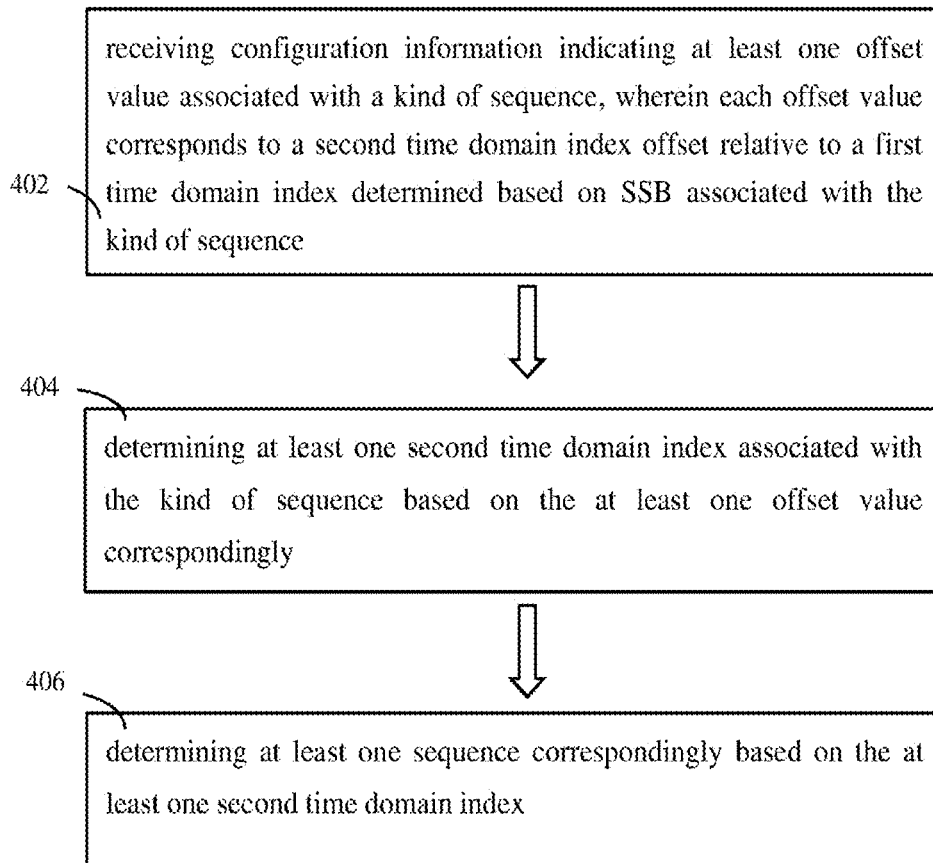 receiving configuration information indicating at least one offset
value associated with a kind of sequence, wherein each offset value
corresponds to a second time domain index offset relative to a first
402
time domain index determined based on SSB associated with the
kind of sequence
404
determining at least one second time domain index associated with
the kind of sequence based on the at least one offset value
correspondingly
406
determining at least one sequence correspondingly based on the at
least one second time domain index